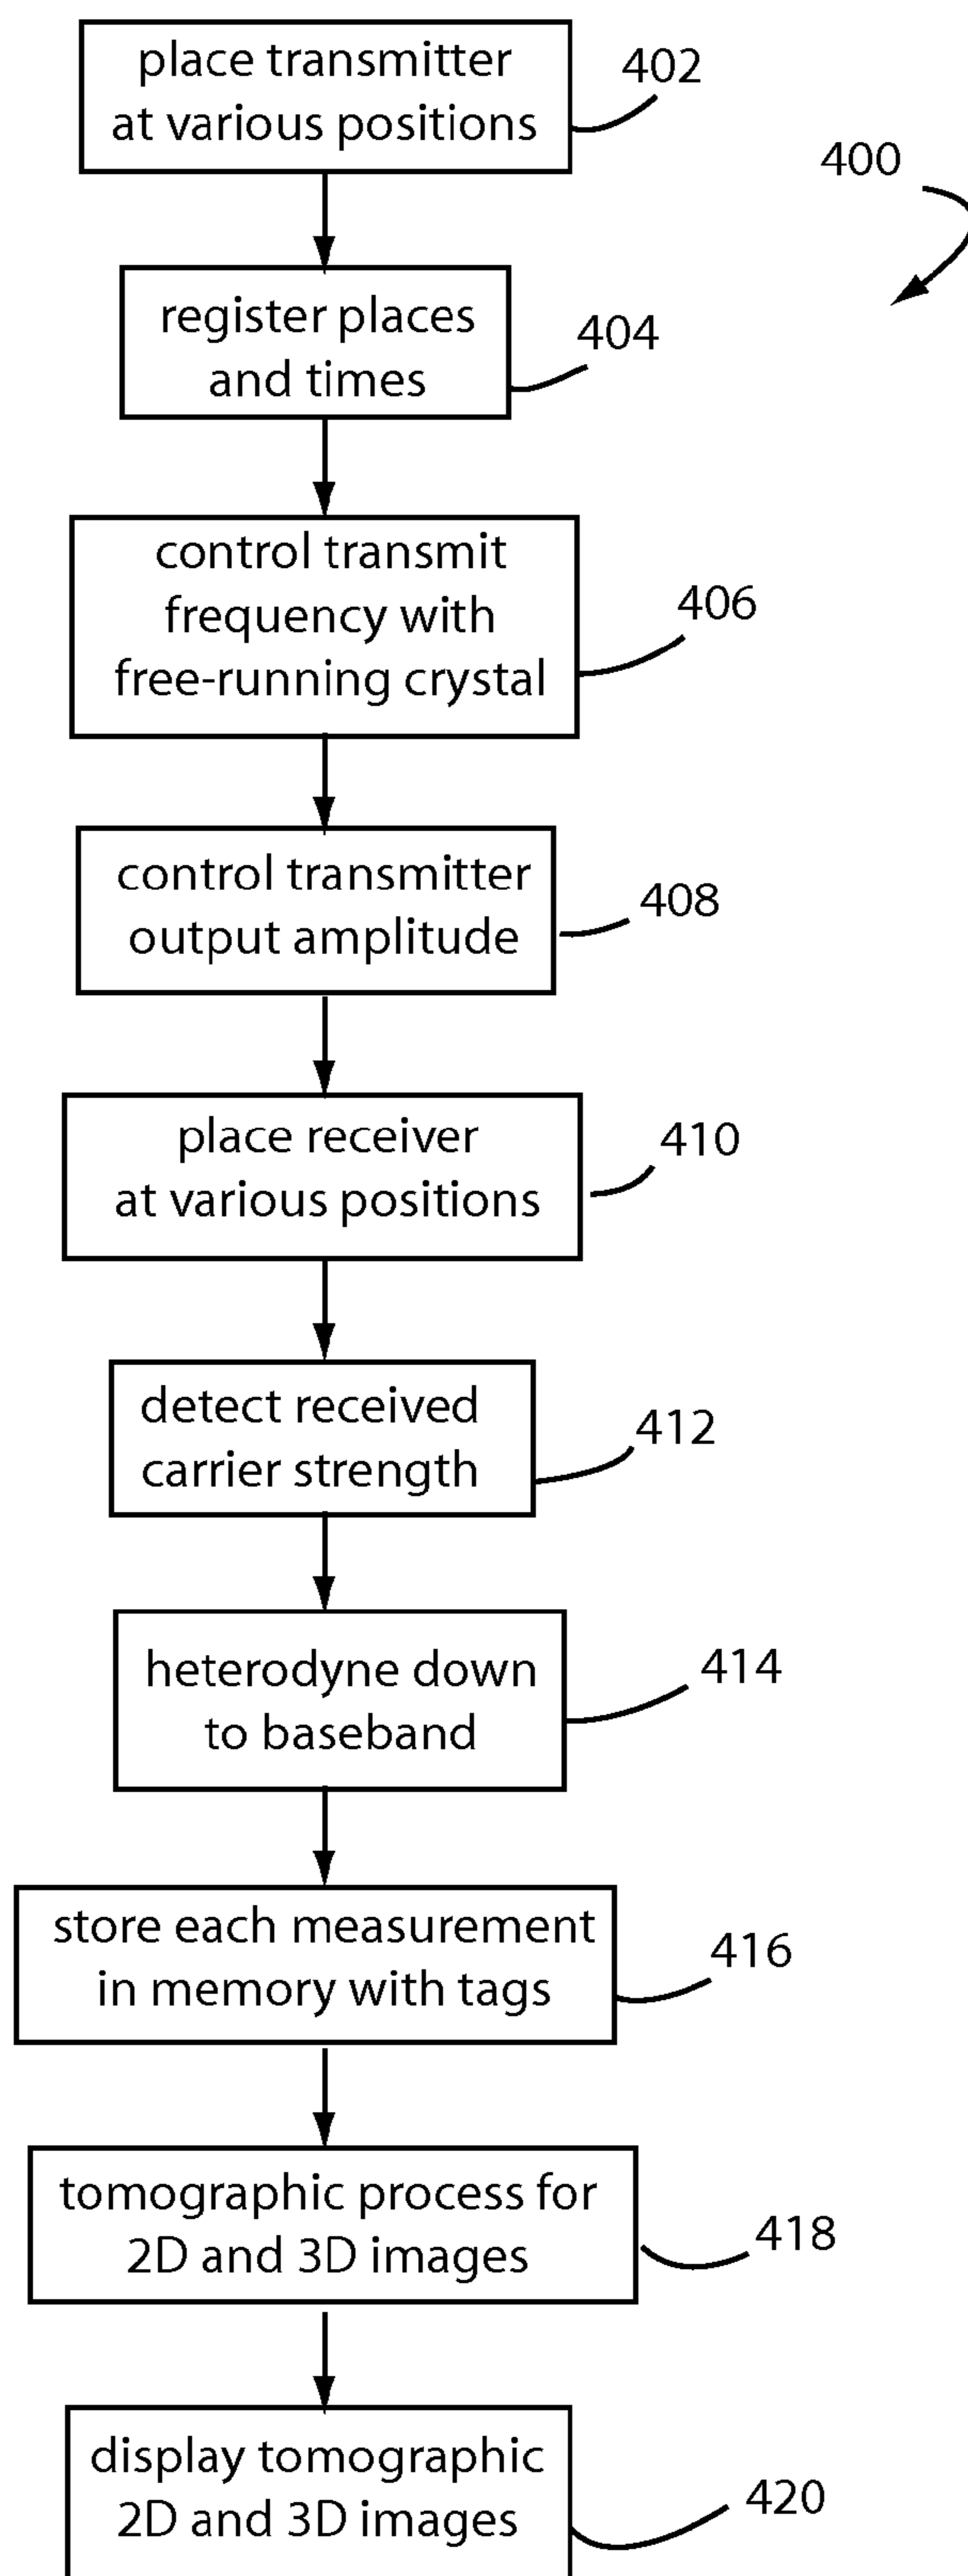 place transmitter
at various positions
402
400
register places
and times
404
control transmit
frequency with
free-running crystal
406
control transmitter
output amplitude
408
place receiver
at various positions
410
detect received
carrier strength
412
heterodyne down
to baseband
414
store each measurement
in memory with tags
416
tomographic process for
2D and 3D images
418
display tomographic
2D and 3D images
420